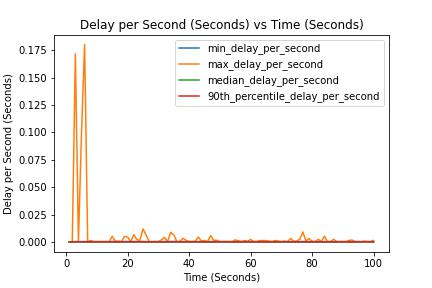 Delay per Second (Seconds) vs Time (Seconds)
min_delay_per_second
max_delay_per_second
median_delay_per_second
90th_percentile_delay_per_second
Delay per Second (Seconds)
0.175
0.150
0.125
0.100
0.075
0.050
0.025
0.000
0 20 40 60 80 100
Time (Seconds)